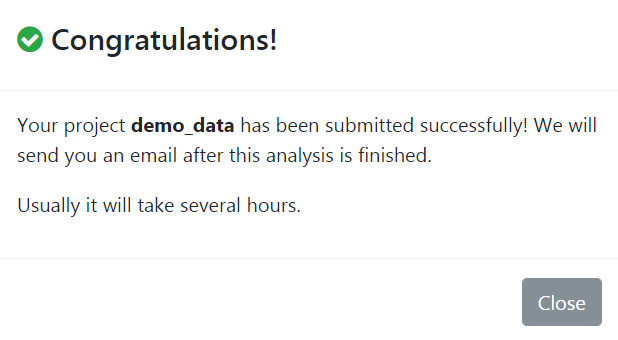 Congratulations!
Your project demo_data has been submitted successfully! We will
send you an email after this analysis is finished.
Usually it will take several hours.
Close